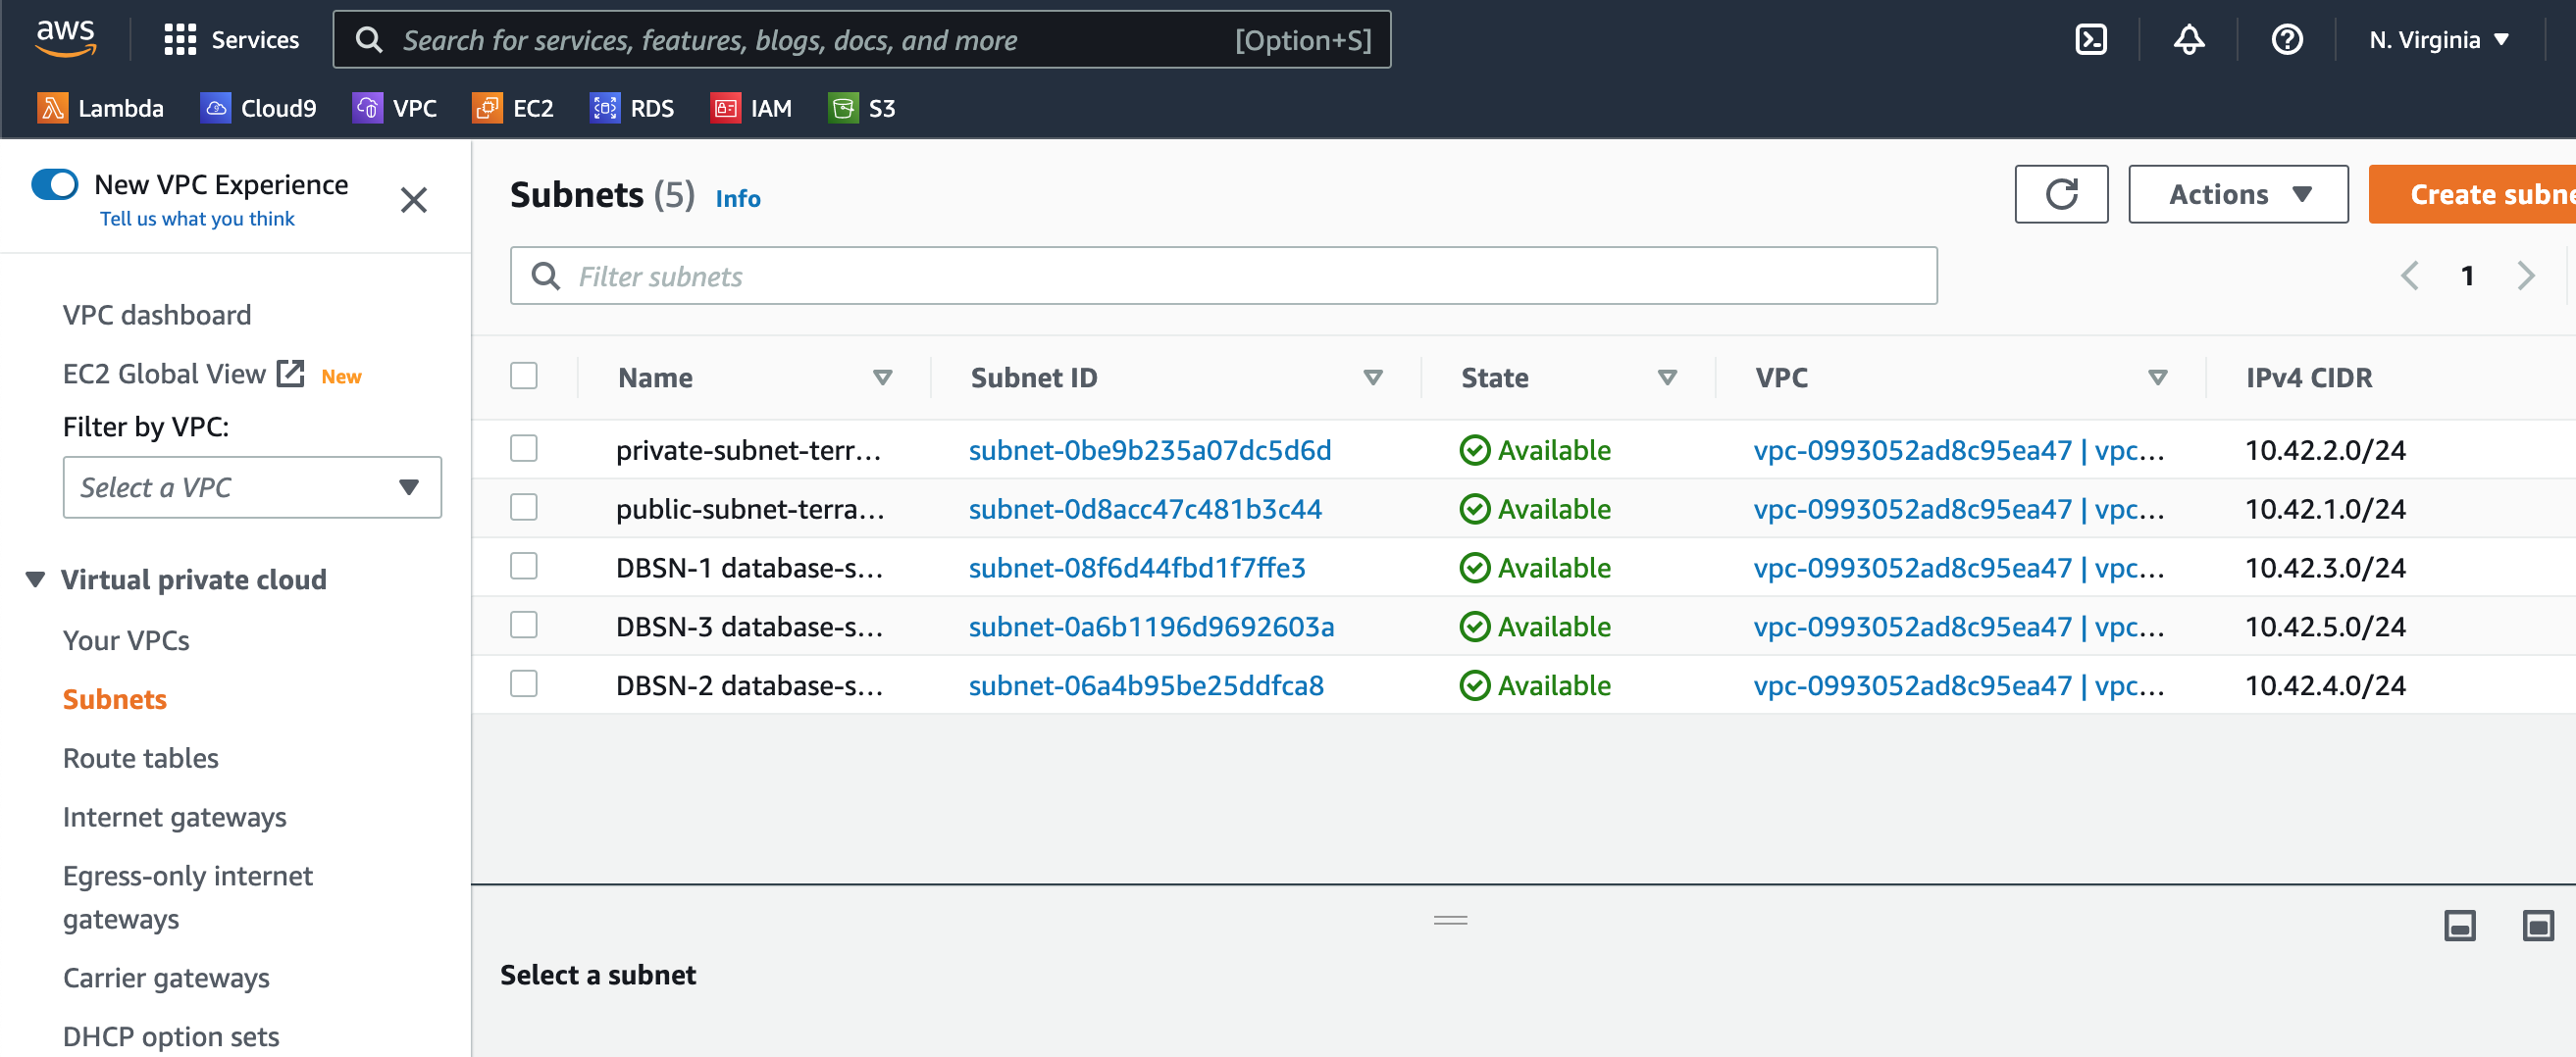 aws
Services
Search for services, features, blogs, docs, and more [Option+S]
N. Virginia
Lambda Cloud9 VPC EC2 RDS IAM S3
New VPC Experience
Tell us what you think
VPC dashboard
EC2 Global View New
Filter by VPC:
Select a VPC
Virtual private cloud
Your VPCs
Subnets
Route tables
Internet gateways
Egress-only internet
gateways
Carrier gateways
DHCP option sets
Subnets (5) Info
Actions
Create subne
Filter subnets
1
Name Subnet ID State VPC IPv4 CIDR
private-subnet-terr... subnet-0be9b235a07dc5d6d Available vpc-0993052ad8c95ea47 | vpc... 10.42.2.0/24
public-subnet-terra... subnet-0d8acc47c481b3c44 Available vpc-0993052ad8c95ea47 | vpc... 10.42.1.0/24
DBSN-1 database-s... subnet-08f6d44fbd1f7ffe3 Available vpc-0993052ad8c95ea47 | vpc... 10.42.3.0/24
DBSN-3 database-s... subnet-0a6b1196d9692603a Available vpc-0993052ad8c95ea47 | vpc... 10.42.5.0/24
DBSN-2 database-s... subnet-06a4b95be25ddfca8 Available vpc-0993052ad8c95ea47 | vpc... 10.42.4.0/24
Select a subnet